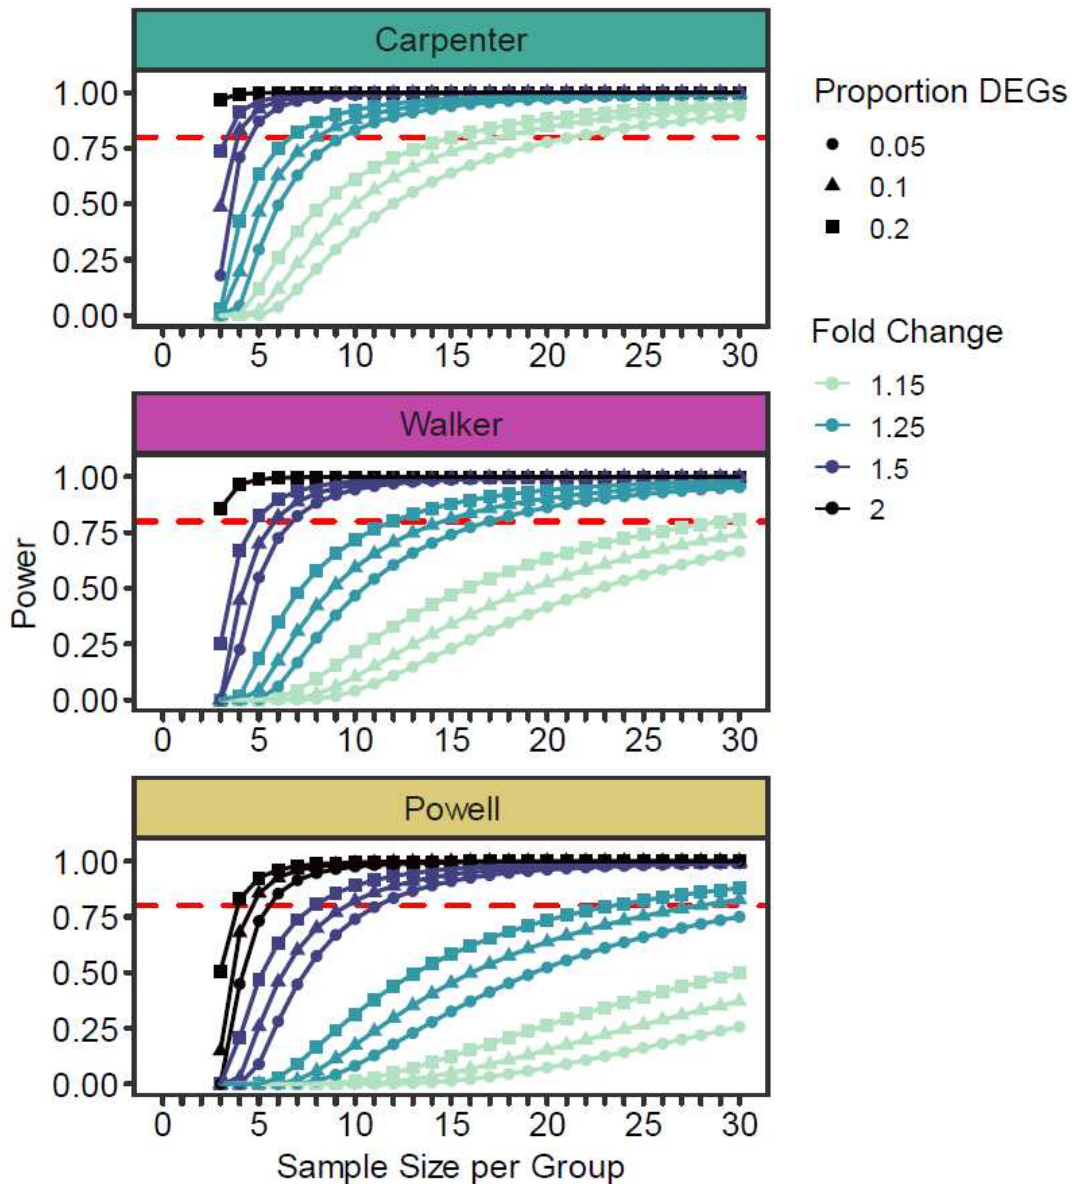 Carpenter
1.00
0.75
0.50
0.25
0.00
0 5 10 15 20 25 30
Walker
1.00
0.75
0.50
0.25
0.00
0 5 10 15 20 25 30
Powell
1.00
0.75
0.50
0.25
0.00
0 5 10 15 20 25 30
Power
Sample Size per Group
Proportion DEGs
0.05
0.1
0.2
Fold Change
1.15
1.25
1.5
2